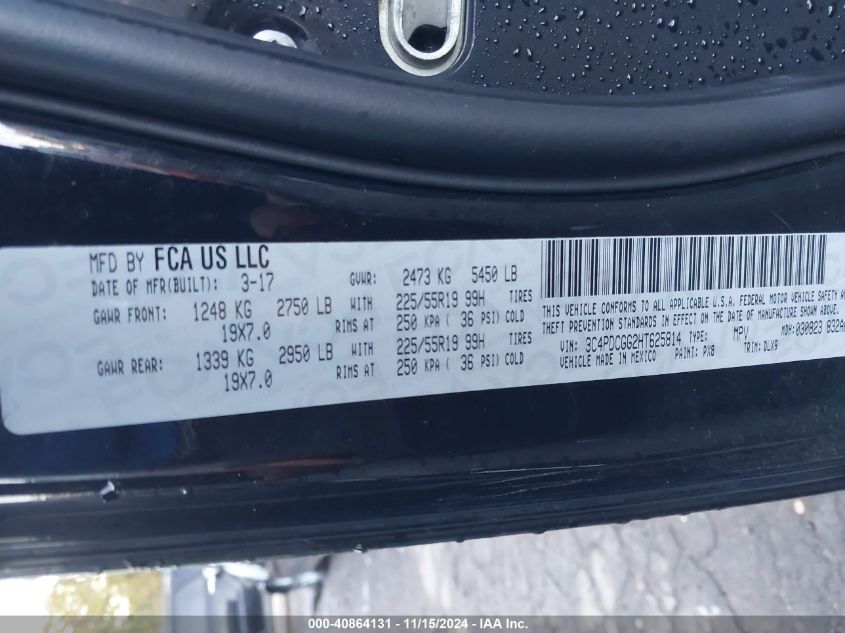 MFD BY FCA US LLC
DATE OF MFR(BUILT): 3-17 GVWR: 2473 KG 5450 LB
GAWR FRONT: 1248 KG 2750 LB WITH 225/55R19 99H TIRES
19X7.0 RIMS AT 250 KPA ( 36 PSI) COLD
GAWR REAR: 1339 KG 2950 LB WITH 225/55R19 99H TIRES
19X7.0 RIMS AT 250 KPA ( 36 PSI) COLD
THIS VEHICLE CONFORMS TO ALL APPLICABLE U.S.A. FEDERAL MOTOR VEHICLE SAFETY AN
THEFT PREVENTION STANDARDS IN EFFECT ON THE DATE OF MANUFACTURE SHOWN ABOVE.
VIN: 3C4PDCGG2HT625814 TYPE: MPV MDH: 030823 B32A
VEHICLE MADE IN MEXICO PAINT: PX8 TRIM: DLX9
000-40864131 - 11/15/2024 - IAA Inc.